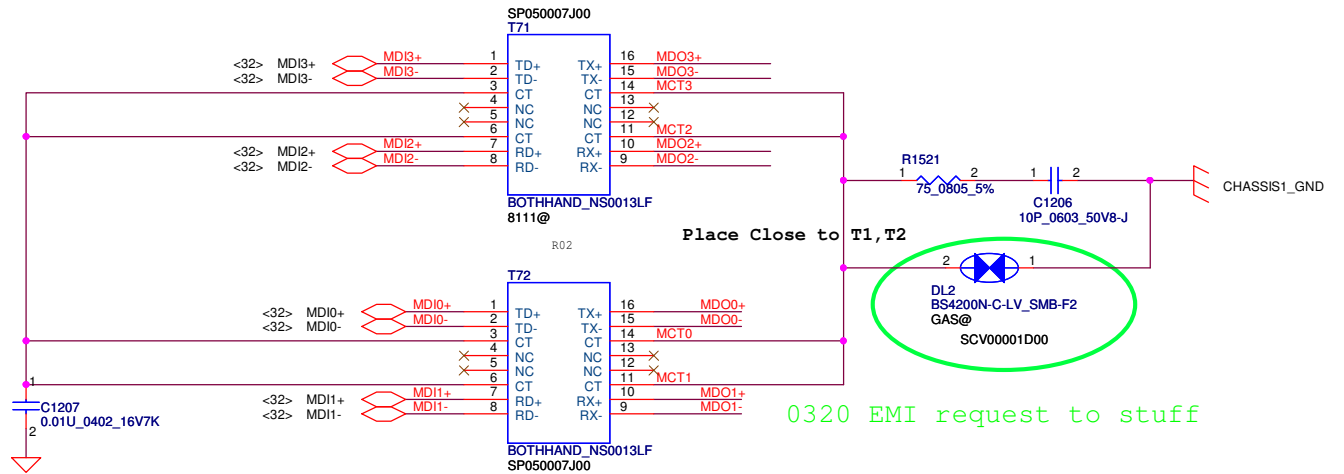 SP050007J00
T71
<32> MDI3+ MDI3+ 1 TD+ TX+ 16 MDO3+
<32> MDI3- MDI3- 2 TD- TX- 15 MDO3-
3 CT CT 14 MCT3
4 NC NC 13
5 NC NC 12
6 CT CT 11 MCT2
<32> MDI2+ MDI2+ 7 RD+ RX+ 10 MDO2+
<32> MDI2- MDI2- 8 RD- RX- 9 MDO2-
BOTHHAND_NS0013LF
8111@
R1521
1 2
75_0805_5%
1 2
C1206
10P_0603_50V8-J
CHASSIS1_GND
R02
Place Close to T1,T2
2 1
DL2
BS4200N-C-LV_SMB-F2
GAS@
SCV00001D00
T72
<32> MDI0+ MDI0+ 1 TD+ TX+ 16 MDO0+
<32> MDI0- MDI0- 2 TD- TX- 15 MDO0-
3 CT CT 14 MCT0
4 NC NC 13
5 NC NC 12
6 CT CT 11 MCT1
<32> MDI1+ MDI1+ 7 RD+ RX+ 10 MDO1+
<32> MDI1- MDI1- 8 RD- RX- 9 MDO1-
BOTHHAND_NS0013LF
SP050007J00
1
C1207
0.01U_0402_16V7K
2
0320 EMI request to stuff